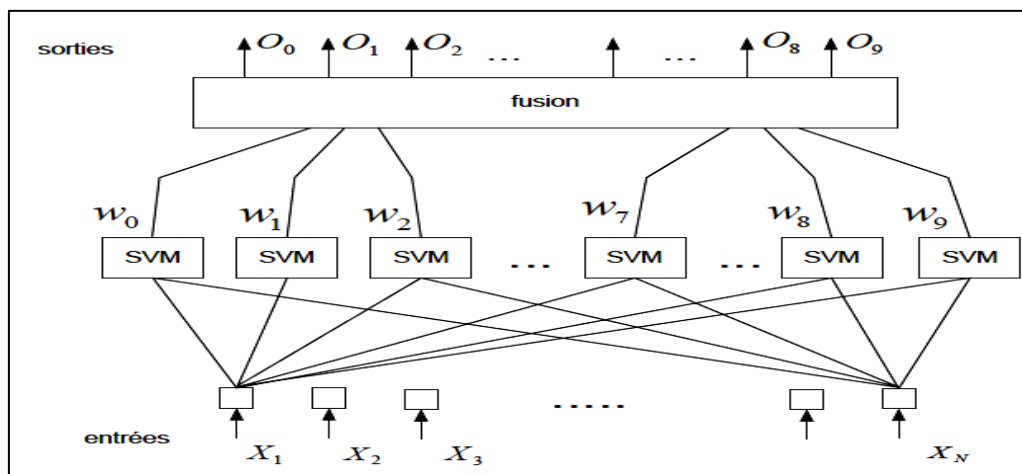 sorties O₀ O₁ O₂ ... ... O₈ O₉
fusion
w₀ w₁ w₂ w₇ w₈ w₉
SVM SVM SVM ... SVM ... SVM SVM
.....
entrées X₁ X₂ X₃ X_N